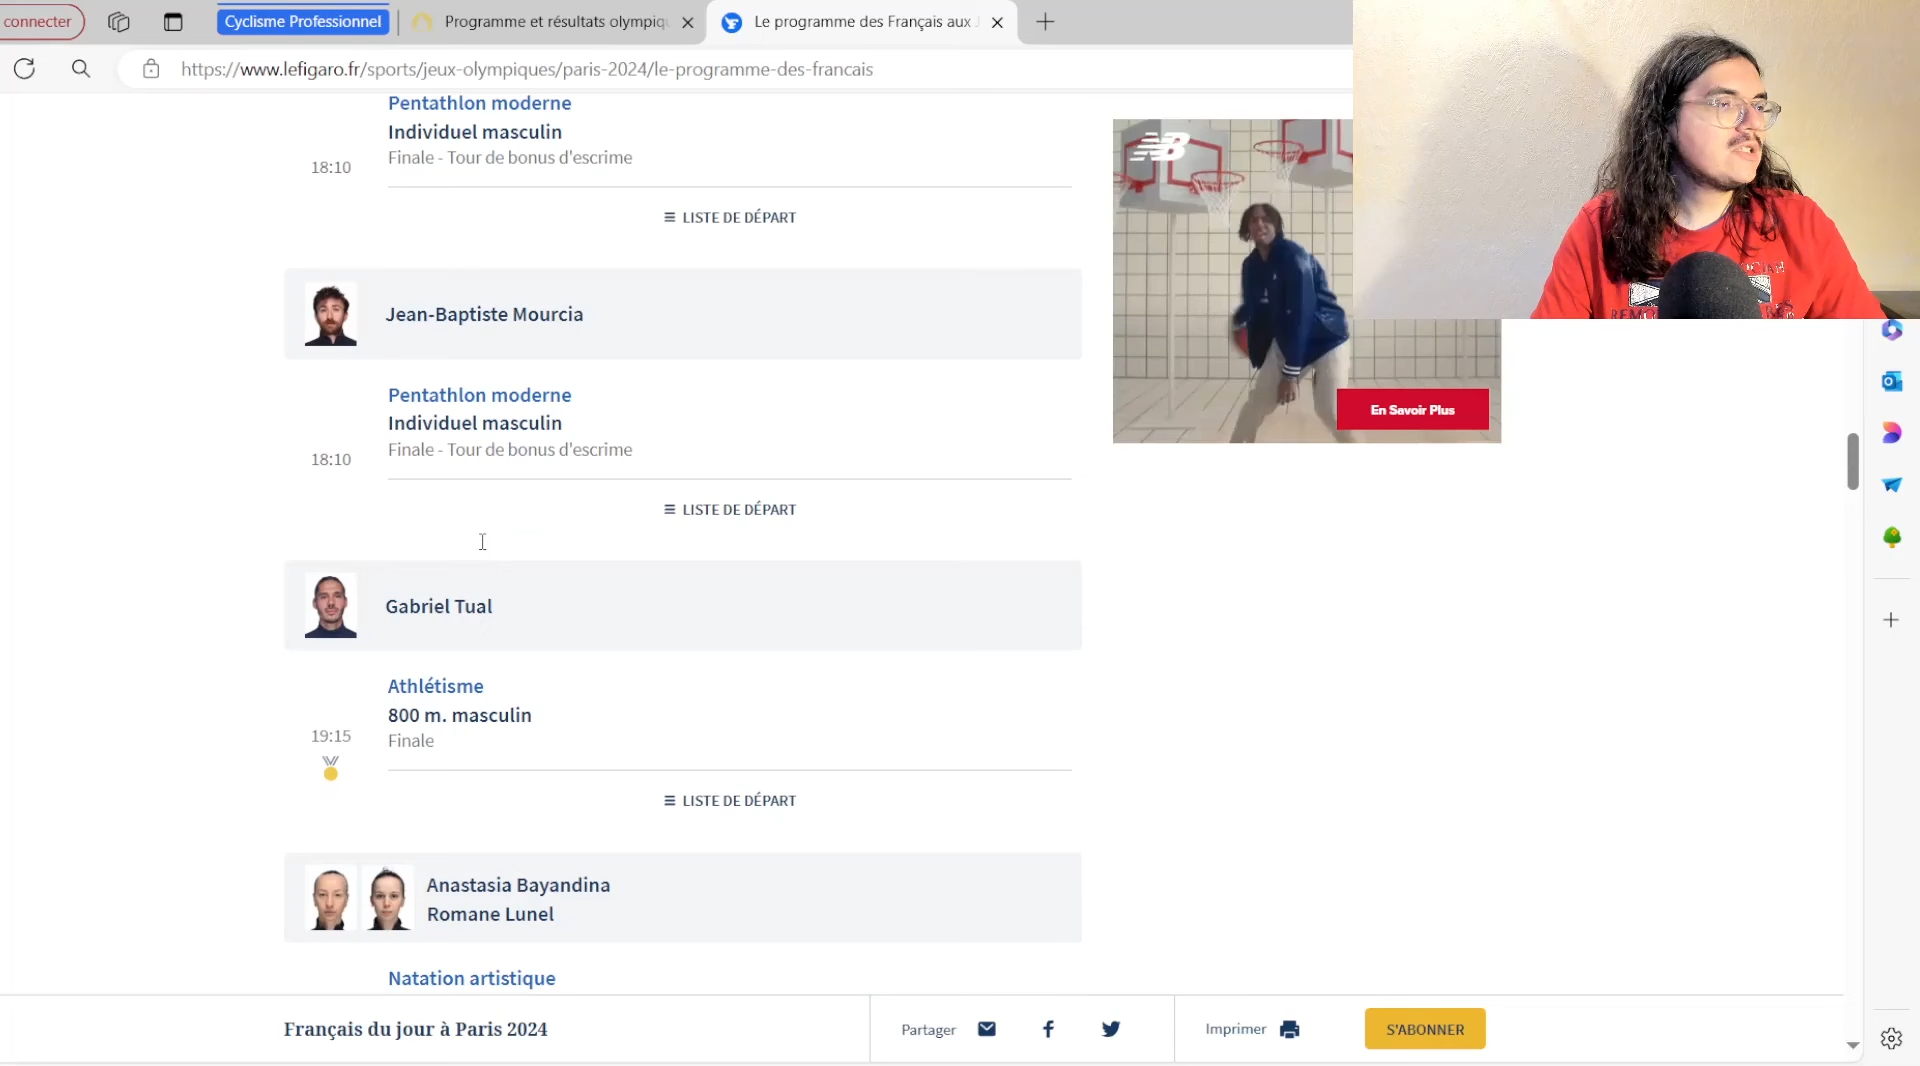 connecter
Cyclisme Professionnel
Programme et résultats olympiq
Le programme des Français aux J
https://www.lefigaro.fr/sports/jeux-olympiques/paris-2024/le-programme-des-francais
Pentathlon moderne
Individuel masculin
Finale - Tour de bonus d'escrime
18:10
LISTE DE DÉPART
Jean-Baptiste Mourcia
Pentathlon moderne
Individuel masculin
Finale - Tour de bonus d'escrime
18:10
LISTE DE DÉPART
Gabriel Tual
Athlétisme
800 m. masculin
19:15
Finale
LISTE DE DÉPART
Anastasia Bayandina
Romane Lunel
Natation artistique
NB
En Savoir Plus
Français du jour à Paris 2024
Partager
Imprimer
S'ABONNER